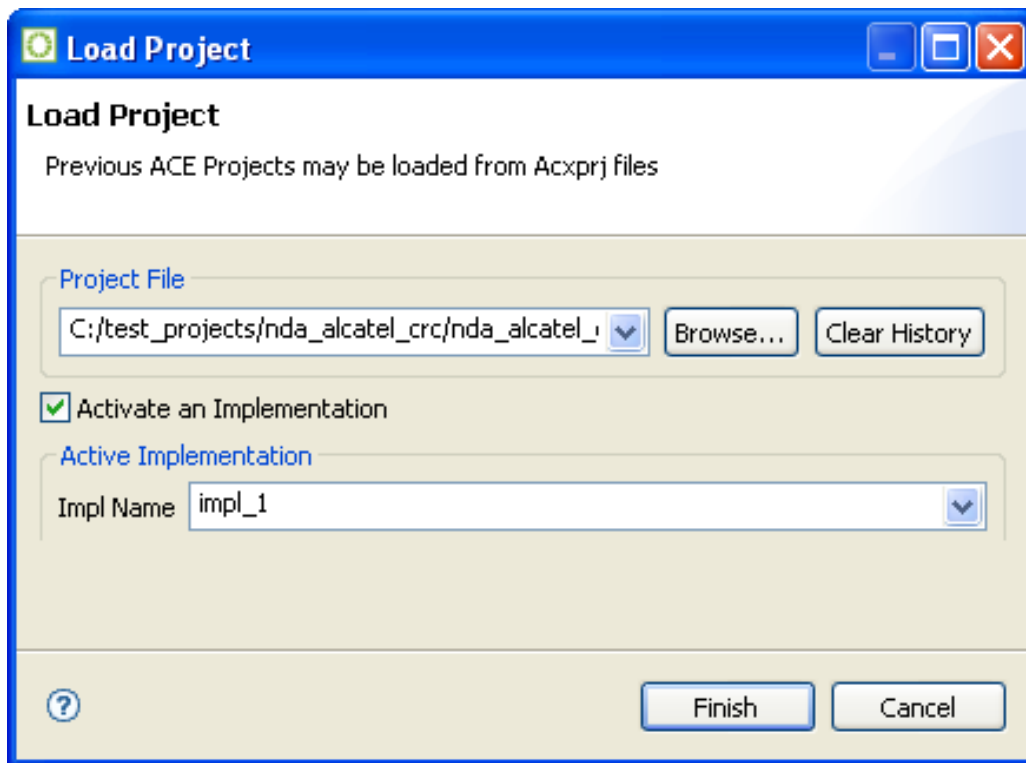 Load Project
Load Project
Previous ACE Projects may be loaded from Acxprj files
Project File
C:/test_projects/nda_alcatel_crc/nda_alcatel_ Browse... Clear History
Activate an Implementation
Active Implementation
Impl Name impl_1
? Finish Cancel